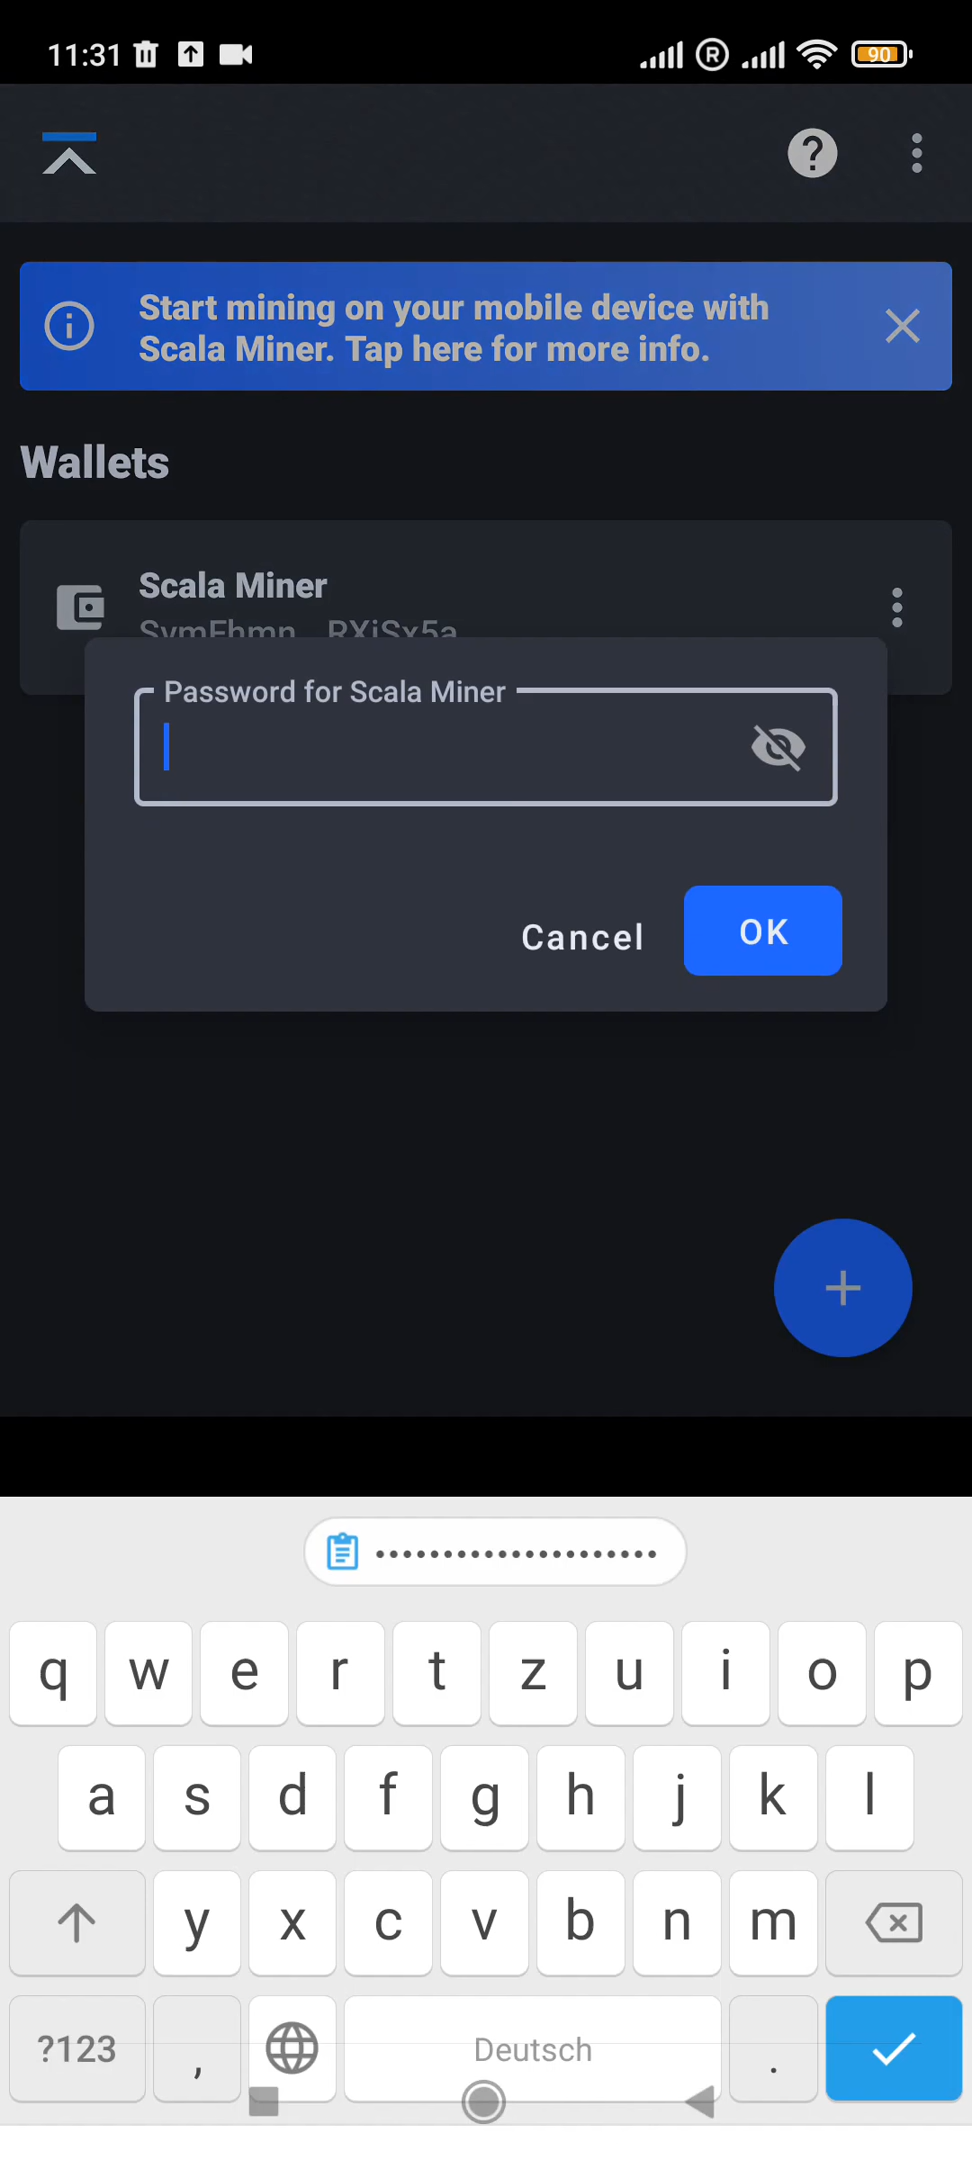 11:31 R 90
Start mining on your mobile device with
Scala Miner. Tap here for more info.
Wallets
Scala Miner
Password for Scala Miner
Cancel OK
+
••••••••••••••••••••
q w e r t z u i o p
a s d f g h j k l
y x c v b n m
?123 , Deutsch .